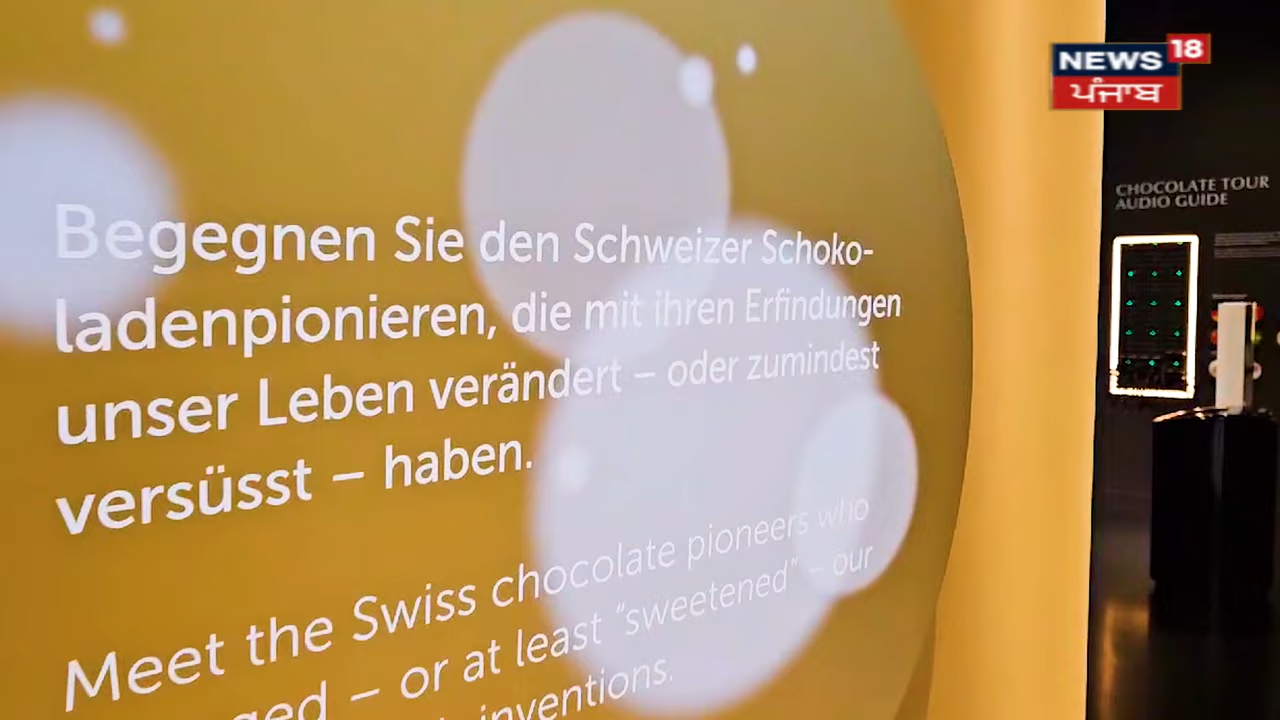 Begegnen Sie den Schweizer Schoko-
ladenpionieren, die mit ihren Erfindungen
unser Leben verändert – oder zumindest
versüsst – haben.
Meet the Swiss chocolate pioneers who
– or at least “sweetened” – our
inventions.
NEWS 18
ਪੰਜਾਬ
CHOCOLATE TOUR
AUDIO GUIDE